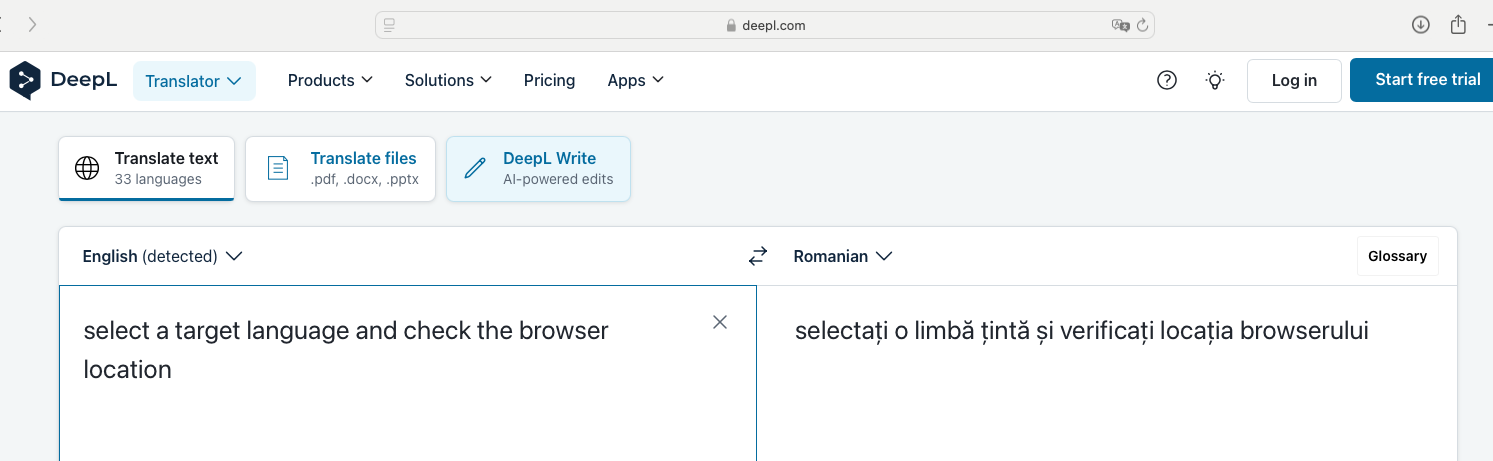 deepl.com
DeepL
Translator
Products
Solutions
Pricing
Apps
Log in
Start free trial
Translate text
33 languages
Translate files
.pdf, .docx, .pptx
DeepL Write
AI-powered edits
English (detected)
Romanian
Glossary
select a target language and check the browser
location
selectați o limbă țintă și verificați locația browserului